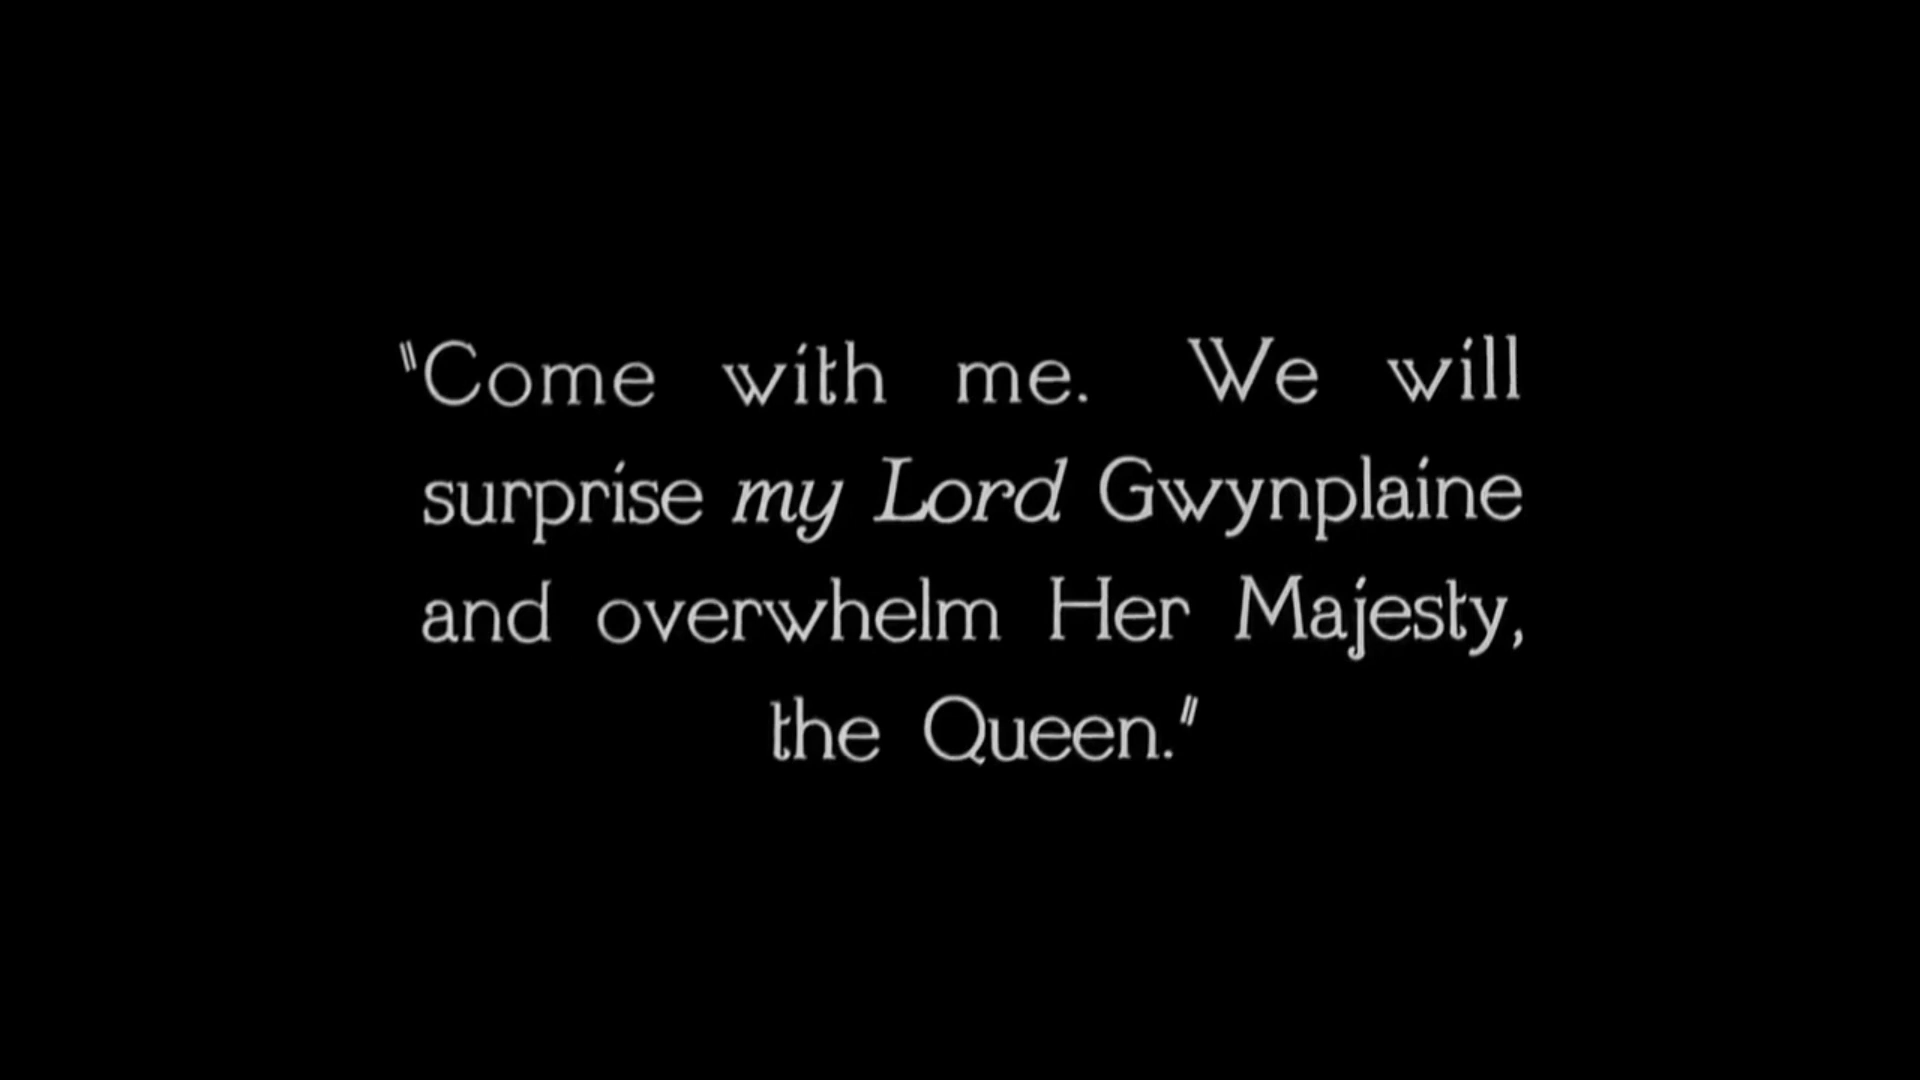 "Come with me. We will
surprise my Lord Gwynplaine
and overwhelm Her Majesty,
the Queen."